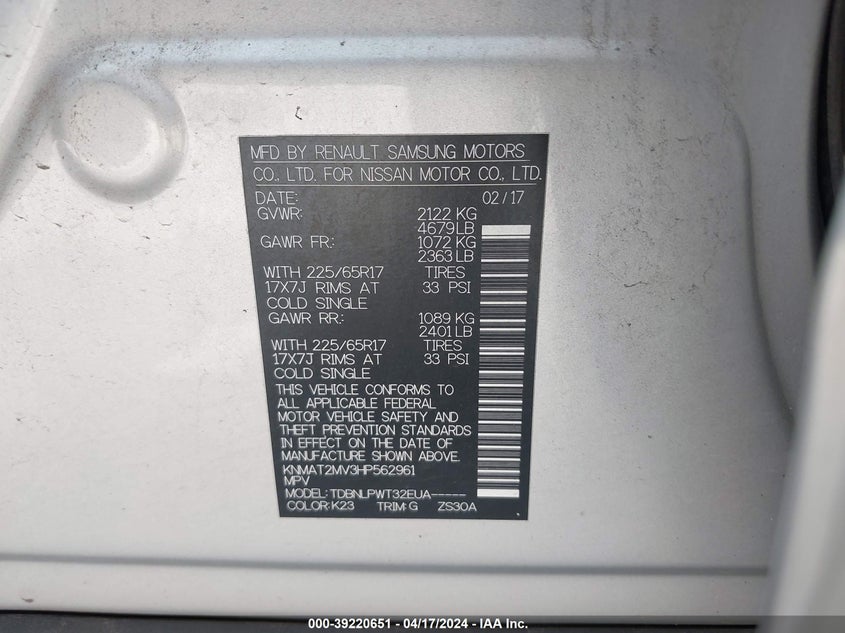 MFD BY RENAULT SAMSUNG MOTORS
CO., LTD. FOR NISSAN MOTOR CO., LTD.
DATE: 02/17
GVWR: 2122 KG
4679LB
GAWR FR: 1072 KG
2363 LB
WITH 225/65R17 TIRES
17X7J RIMS AT 33 PSI
COLD SINGLE
GAWR RR: 1089 KG
2401 LB
WITH 225/65R17 TIRES
17X7J RIMS AT 33 PSI
COLD SINGLE
THIS VEHICLE CONFORMS TO
ALL APPLICABLE FEDERAL
MOTOR VEHICLE SAFETY AND
THEFT PREVENTION STANDARDS
IN EFFECT ON THE DATE OF
MANUFACTURE SHOWN ABOVE.
KNMAT2MV3HP562961
MPV
MODEL: TDBNLPWT32EUA-----
COLOR:K23 TRIM:G ZS30A
000-39220651 - 04/17/2024 - IAA Inc.